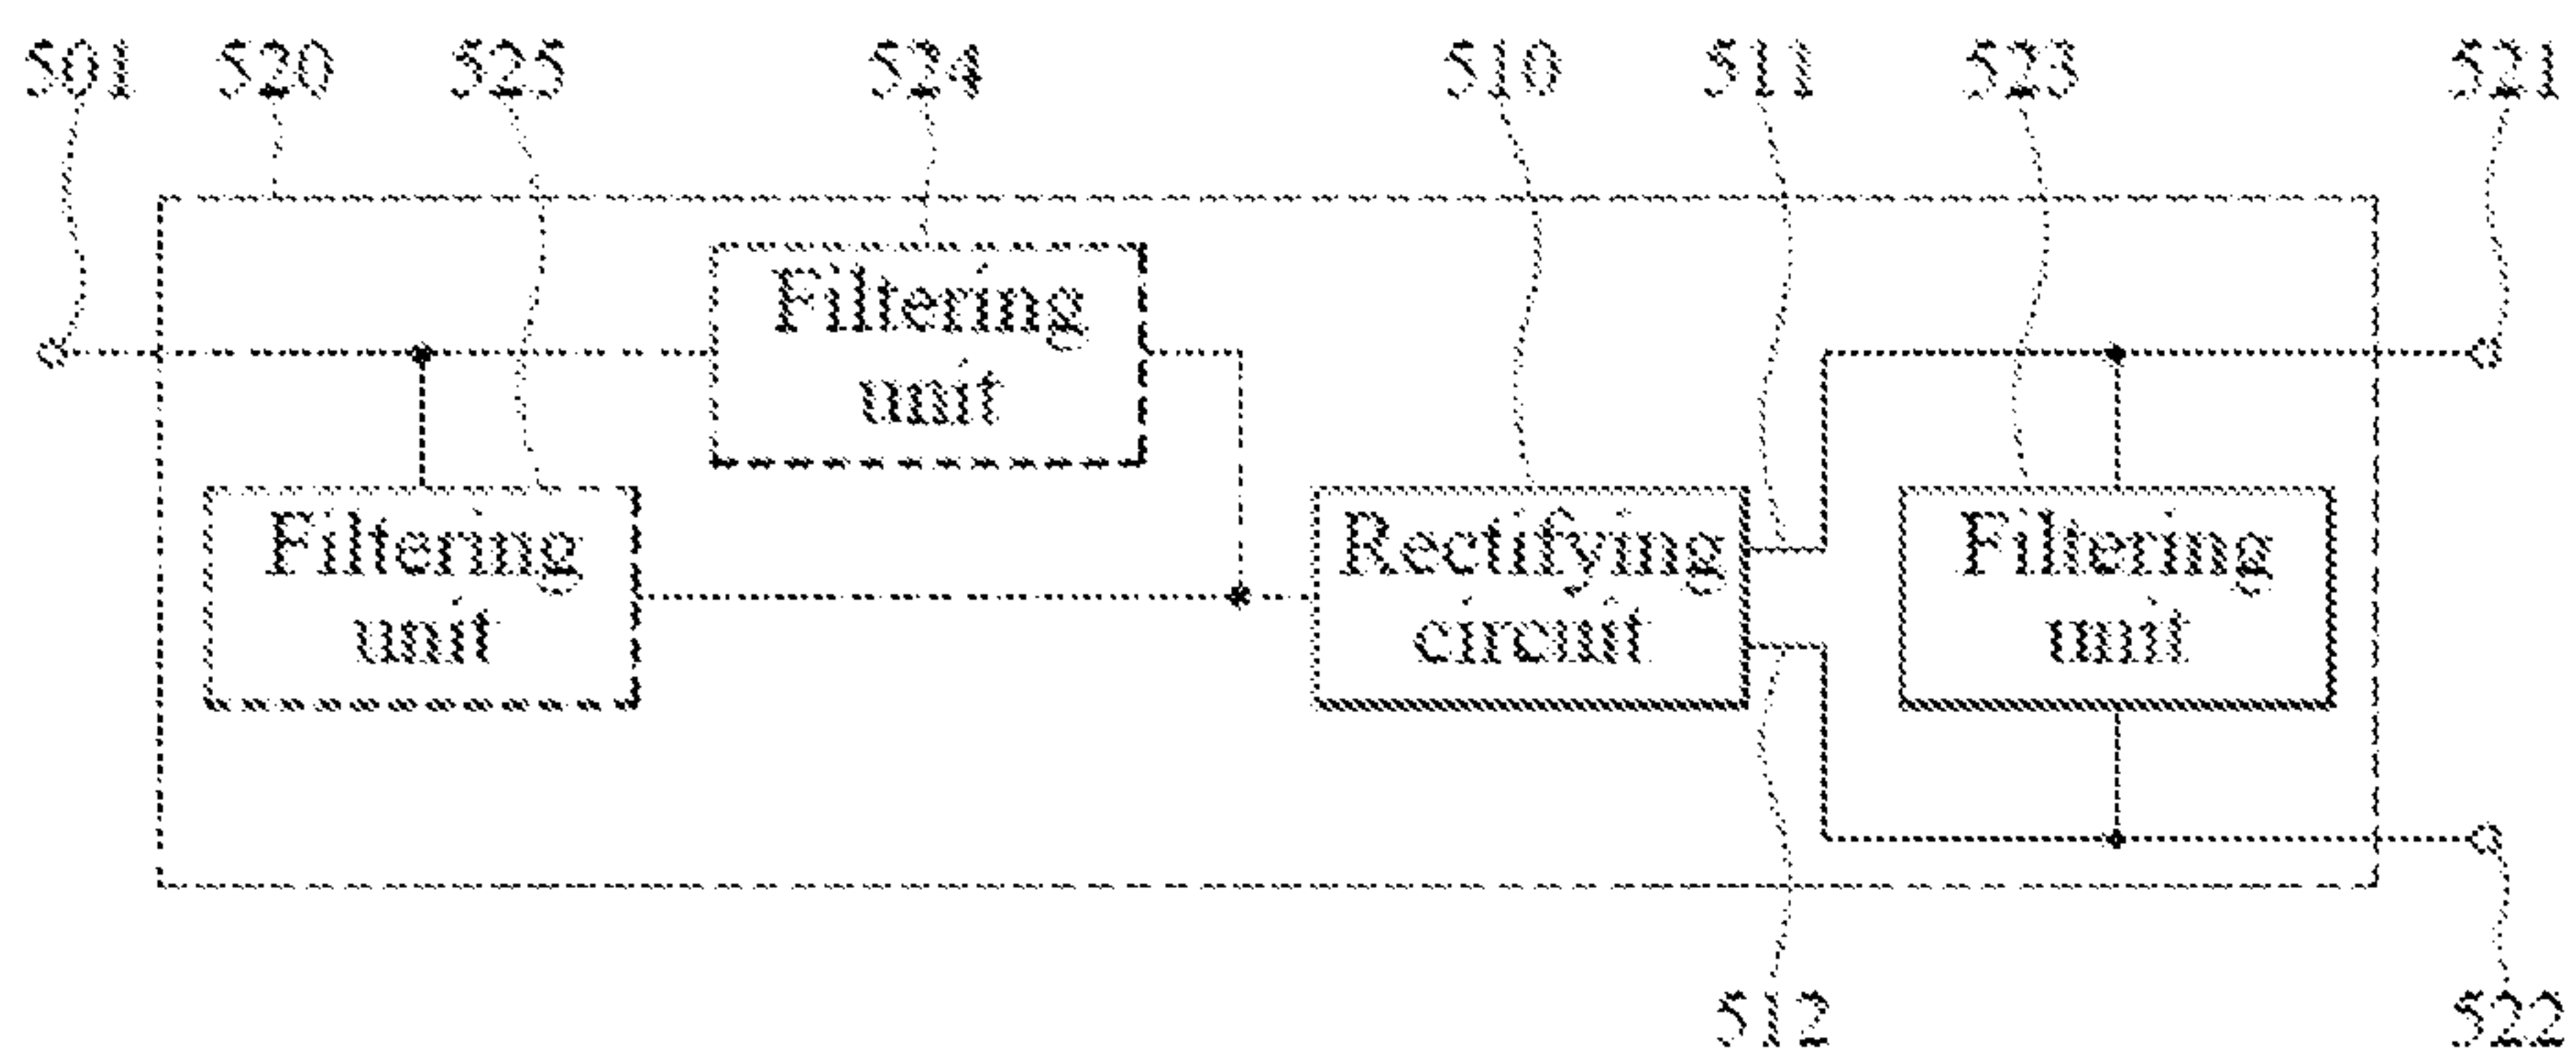 501 520 525 524 510 511 523 521
Filtering
unit
Filtering
unit
Rectifying
circuit
Filtering
unit
512 522